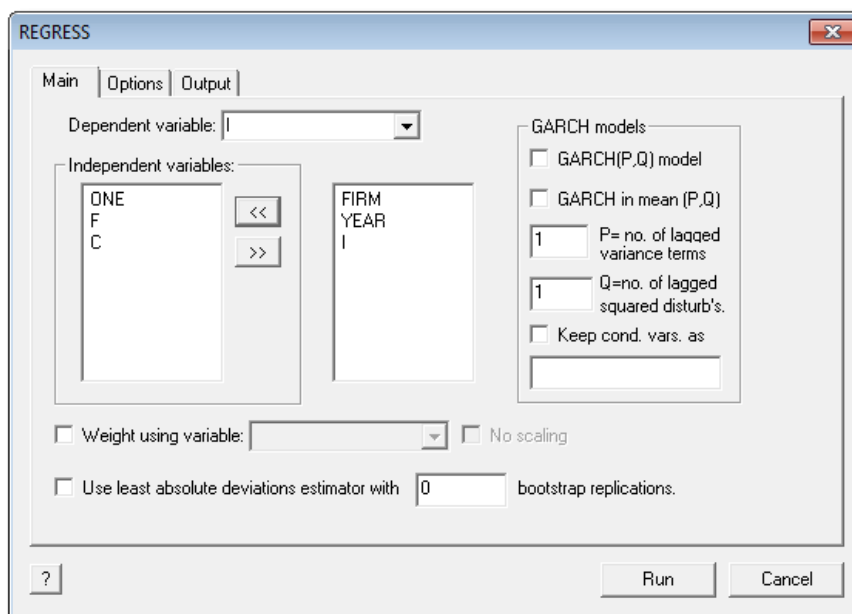 REGRESS
Main Options Output
Dependent variable: I
Independent variables:
ONE
F
C
<<
>>
FIRM
YEAR
I
GARCH models
GARCH(P,Q) model
GARCH in mean (P,Q)
1 P= no. of lagged
variance terms
1 Q=no. of lagged
squared disturb's.
Keep cond. vars. as
Weight using variable: No scaling
Use least absolute deviations estimator with 0 bootstrap replications.
? Run Cancel